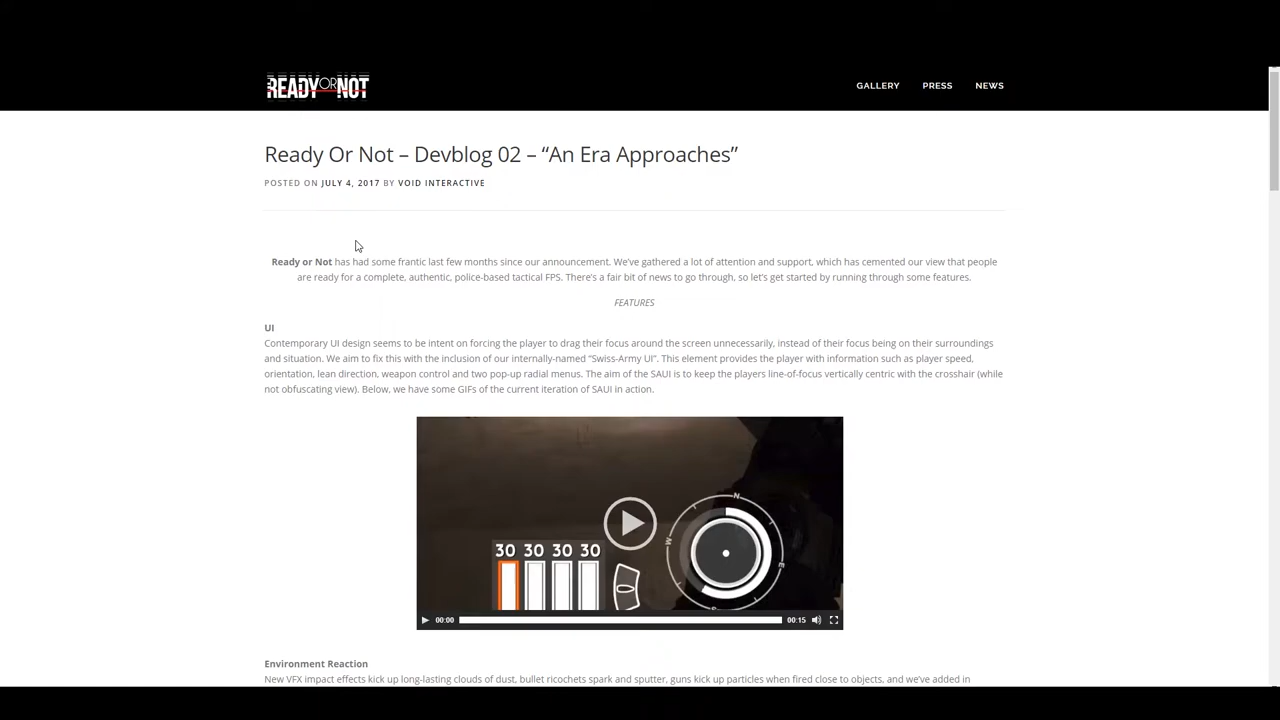 READY OR NOT
GALLERY PRESS NEWS
Ready Or Not – Devblog 02 – “An Era Approaches”
POSTED ON JULY 4, 2017 BY VOID INTERACTIVE
Ready or Not has had some frantic last few months since our announcement. We’ve gathered a lot of attention and support, which has cemented our view that people
are ready for a complete, authentic, police-based tactical FPS. There’s a fair bit of news to go through, so let’s get started by running through some features.
FEATURES
UI
Contemporary UI design seems to be intent on forcing the player to drag their focus around the screen unnecessarily, instead of their focus being on their surroundings
and situation. We aim to fix this with the inclusion of our internally-named “Swiss-Army UI”. This element provides the player with information such as player speed,
orientation, lean direction, weapon control and two pop-up radial menus. The aim of the SAUI is to keep the players line-of-focus vertically centric with the crosshair (while
not obfuscating view). Below, we have some GIFs of the current iteration of SAUI in action.
N
W
E
S
30 30 30 30
00:00 00:15
Environment Reaction
New VFX impact effects kick up long-lasting clouds of dust, bullet ricochets spark and sputter, guns kick up particles when fired close to objects, and we’ve added in